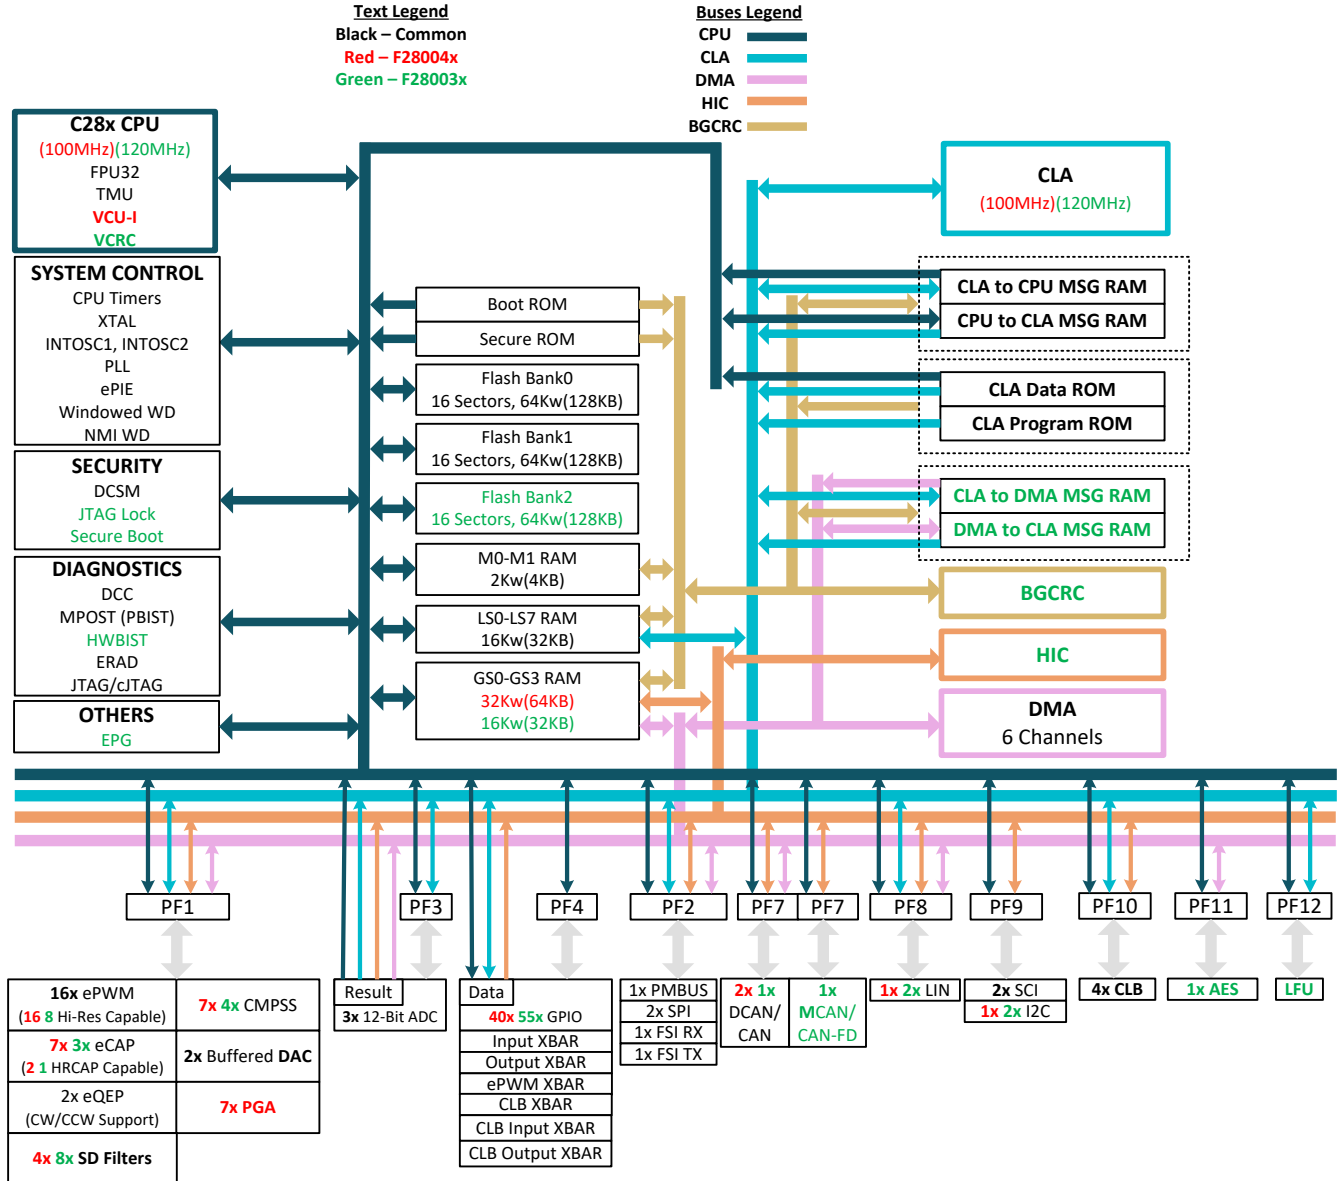 Text Legend
Black – Common
Red – F28004x
Green – F28003x
Buses Legend
CPU
CLA
DMA
HIC
BGCRC
C28x CPU
(100MHz)(120MHz)
FPU32
TMU
VCU-I
VCRC
SYSTEM CONTROL
CPU Timers
XTAL
INTOSC1, INTOSC2
PLL
ePIE
Windowed WD
NMI WD
SECURITY
DCSM
JTAG Lock
Secure Boot
DIAGNOSTICS
DCC
MPOST (PBIST)
HWBIST
ERAD
JTAG/cJTAG
OTHERS
EPG
Boot ROM
Secure ROM
Flash Bank0
16 Sectors, 64Kw(128KB)
Flash Bank1
16 Sectors, 64Kw(128KB)
Flash Bank2
16 Sectors, 64Kw(128KB)
M0-M1 RAM
2Kw(4KB)
LS0-LS7 RAM
16Kw(32KB)
GS0-GS3 RAM
32Kw(64KB)
16Kw(32KB)
CLA
(100MHz)(120MHz)
CLA to CPU MSG RAM
CPU to CLA MSG RAM
CLA Data ROM
CLA Program ROM
CLA to DMA MSG RAM
DMA to CLA MSG RAM
BGCRC
HIC
DMA
6 Channels
PF1
PF3
PF4
PF2
PF7
PF7
PF8
PF9
PF10
PF11
PF12
16x ePWM
(16 8 Hi-Res Capable)
7x 3x eCAP
(2 1 HRCAP Capable)
2x eQEP
(CW/CCW Support)
4x 8x SD Filters
7x 4x CMPSS
2x Buffered DAC
7x PGA
Result
3x 12-Bit ADC
Data
40x 55x GPIO
Input XBAR
Output XBAR
ePWM XBAR
CLB XBAR
CLB Input XBAR
CLB Output XBAR
1x PMBUS
2x SPI
1x FSI RX
1x FSI TX
2x 1x
DCAN/
CAN
1x
MCAN/
CAN-FD
1x 2x LIN
2x SCI
1x 2x I2C
4x CLB
1x AES
LFU